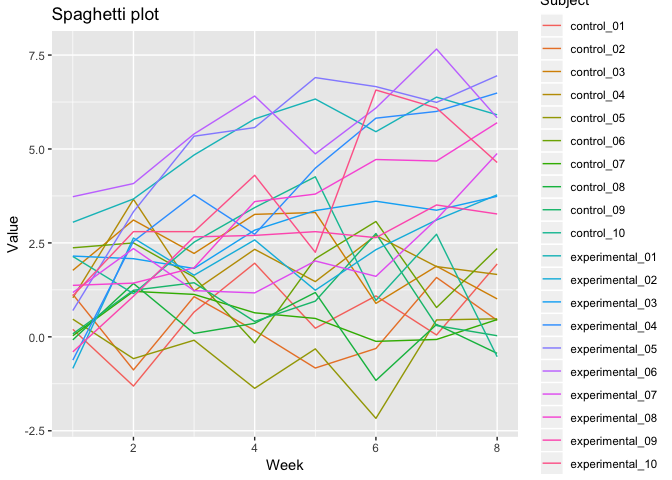 Spaghetti plot
7.5
5.0
2.5
0.0
-2.5
Value
2
4
6
8
Week
Subject
control_01
control_02
control_03
control_04
control_05
control_06
control_07
control_08
control_09
control_10
experimental_01
experimental_02
experimental_03
experimental_04
experimental_05
experimental_06
experimental_07
experimental_08
experimental_09
experimental_10